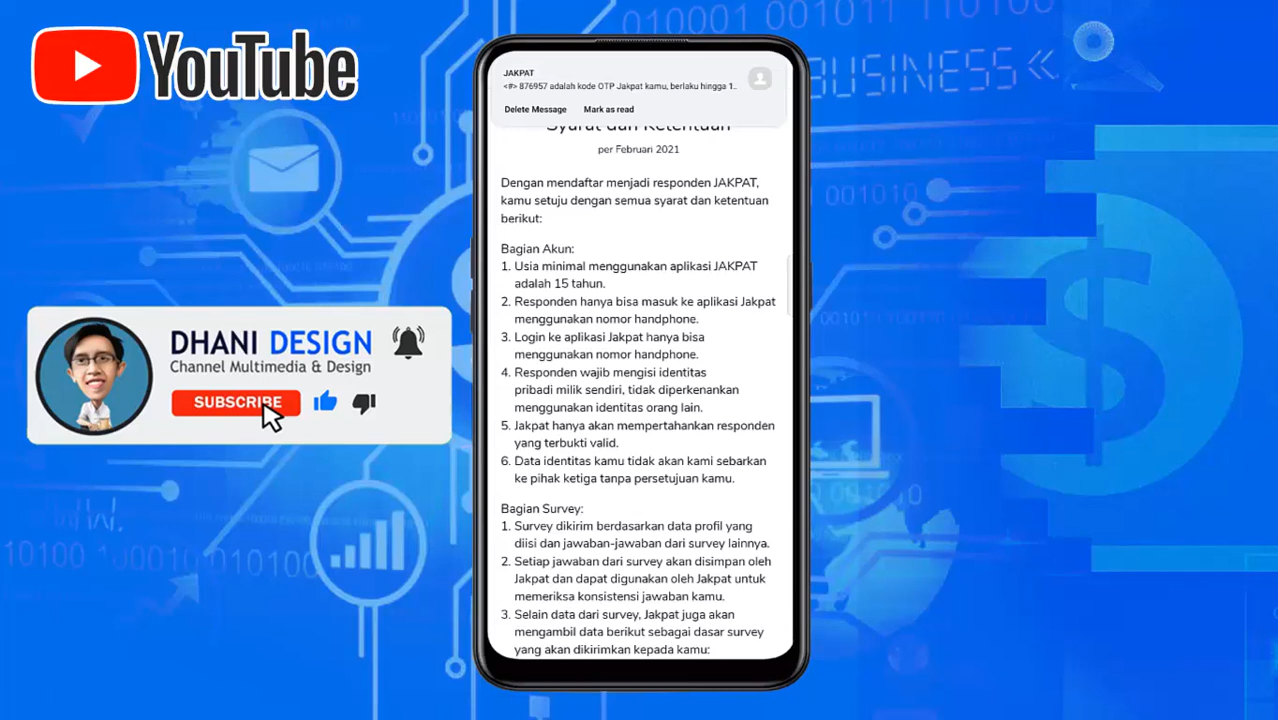 YouTube
BUSINESS
DHANI DESIGN
Channel Multimedia & Design
SUBSCRIBE
JAKPAT
<#> 876957 adalah kode OTP Jakpat kamu, berlaku hingga 1..
Delete Message Mark as read
Syarat dan Ketentuan
per Februari 2021
Dengan mendaftar menjadi responden JAKPAT,
kamu setuju dengan semua syarat dan ketentuan
berikut:
Bagian Akun:
1. Usia minimal menggunakan aplikasi JAKPAT
adalah 15 tahun.
2. Responden hanya bisa masuk ke aplikasi Jakpat
menggunakan nomor handphone.
3. Login ke aplikasi Jakpat hanya bisa
menggunakan nomor handphone.
4. Responden wajib mengisi identitas
pribadi milik sendiri, tidak diperkenankan
menggunakan identitas orang lain.
5. Jakpat hanya akan mempertahankan responden
yang terbukti valid.
6. Data identitas kamu tidak akan kami sebarkan
ke pihak ketiga tanpa persetujuan kamu.
Bagian Survey:
1. Survey dikirim berdasarkan data profil yang
diisi dan jawaban-jawaban dari survey lainnya.
2. Setiap jawaban dari survey akan disimpan oleh
Jakpat dan dapat digunakan oleh Jakpat untuk
memeriksa konsistensi jawaban kamu.
3. Selain data dari survey, Jakpat juga akan
mengambil data berikut sebagai dasar survey
yang akan dikirimkan kepada kamu: